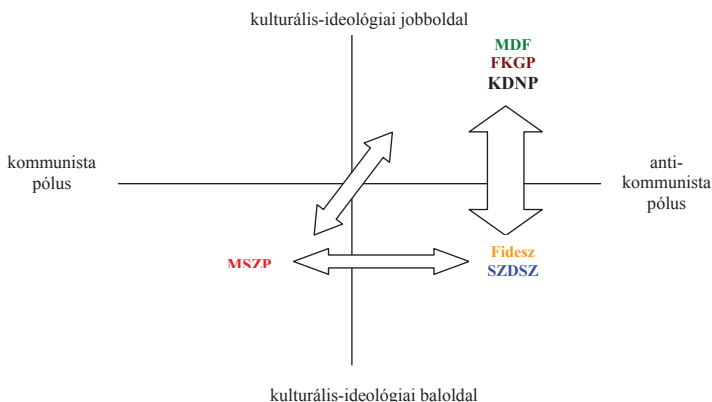 kulturális-ideológiai jobboldal
MDF
FKGP
KDNP
kommunista
pólus
anti-
kommunista
pólus
MSZP
Fidesz
SZDSZ
kulturális-ideológiai baloldal